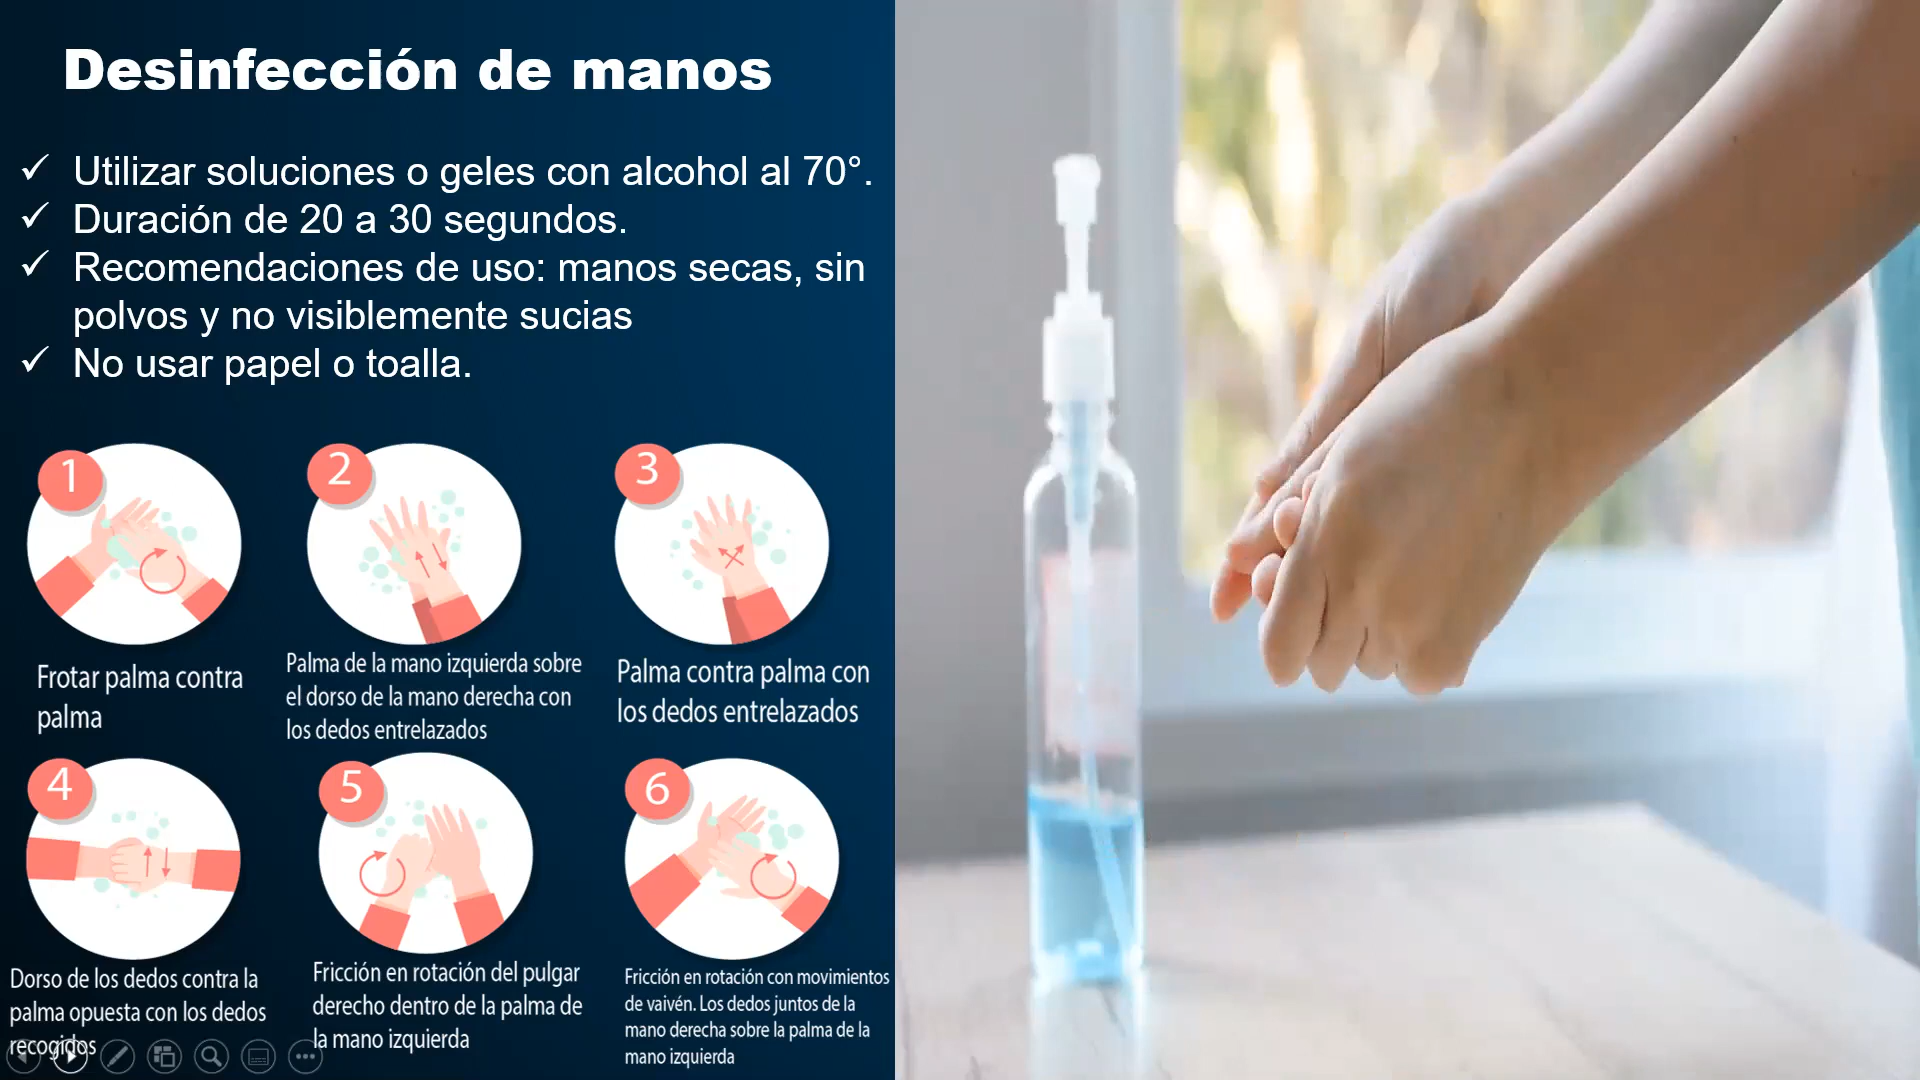 Desinfección de manos
✓ Utilizar soluciones o geles con alcohol al 70°.
✓ Duración de 20 a 30 segundos.
✓ Recomendaciones de uso: manos secas, sin
polvos y no visiblemente sucias
✓ No usar papel o toalla.
1
Frotar palma contra
palma
2
Palma de la mano izquierda sobre
el dorso de la mano derecha con
los dedos entrelazados
3
Palma contra palma con
los dedos entrelazados
4
Dorso de los dedos contra la
palma opuesta con los dedos
recogidos
5
Fricción en rotación del pulgar
derecho dentro de la palma de
la mano izquierda
6
Fricción en rotación con movimientos
de vaivén. Los dedos juntos de la
mano derecha sobre la palma de la
mano izquierda